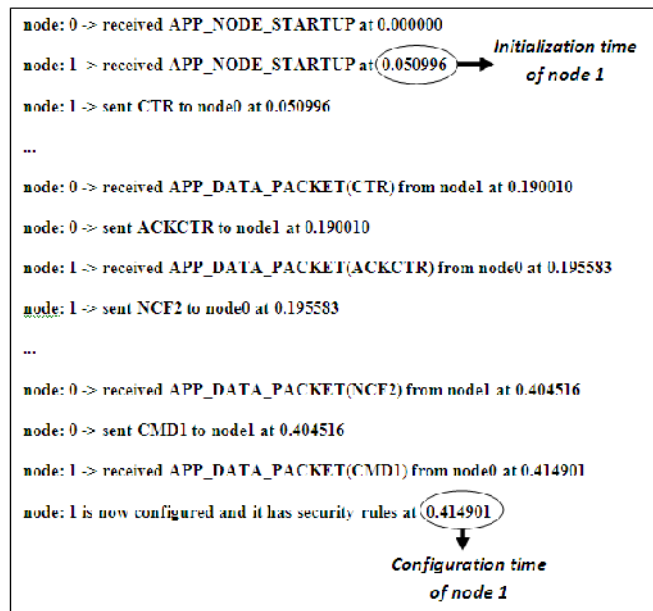 node: 0 -> received APP_NODE_STARTUP at 0.000000
node: 1 > received APP_NODE_STARTUP at 0.050996
Initialization time
of node 1
node: 1 -> sent CTR to node0 at 0.050996
...
node: 0 -> received APP_DATA_PACKET(CTR) from node1 at 0.190010
node: 0 -> sent ACKCTR to node1 at 0.190010
node: 1 -> received APP_DATA_PACKET(ACKCTR) from node0 at 0.195583
node: 1 -> sent NCF2 to node0 at 0.195583
...
node: 0 -> received APP_DATA_PACKET(NCF2) from node1 at 0.404516
node: 0 -> sent CMD1 to node1 at 0.404516
node: 1 -> received APP_DATA_PACKET(CMD1) from node0 at 0.414901
node: 1 is now configured and it has security rules at 0.414901
Configuration time
of node 1